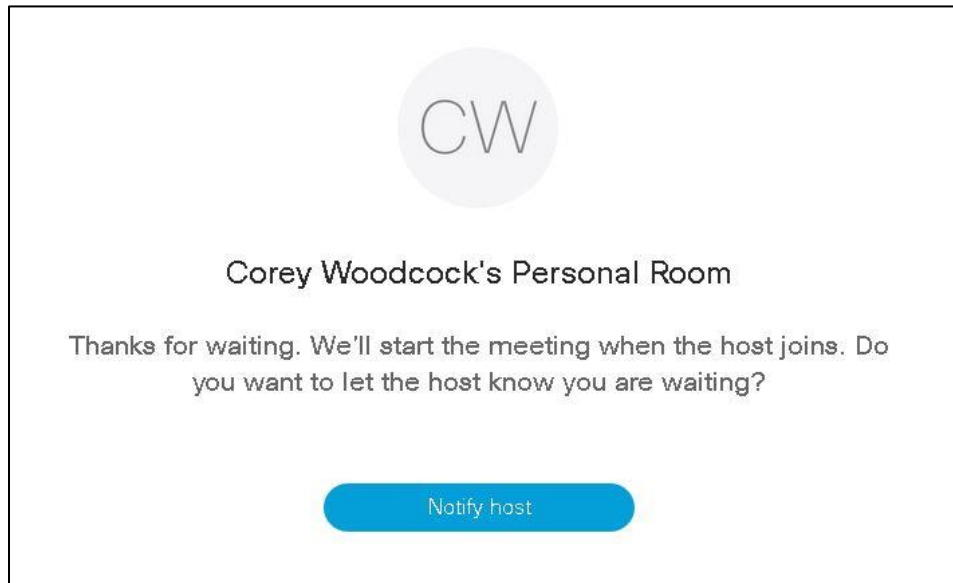 CW
Corey Woodcock's Personal Room
Thanks for waiting. We'll start the meeting when the host joins. Do
you want to let the host know you are waiting?
Notify host